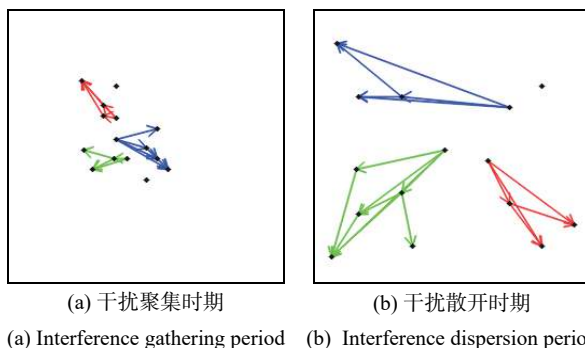 (a) 干扰聚集时期
(b) 干扰散开时期
(a) Interference gathering period
(b) Interference dispersion perio